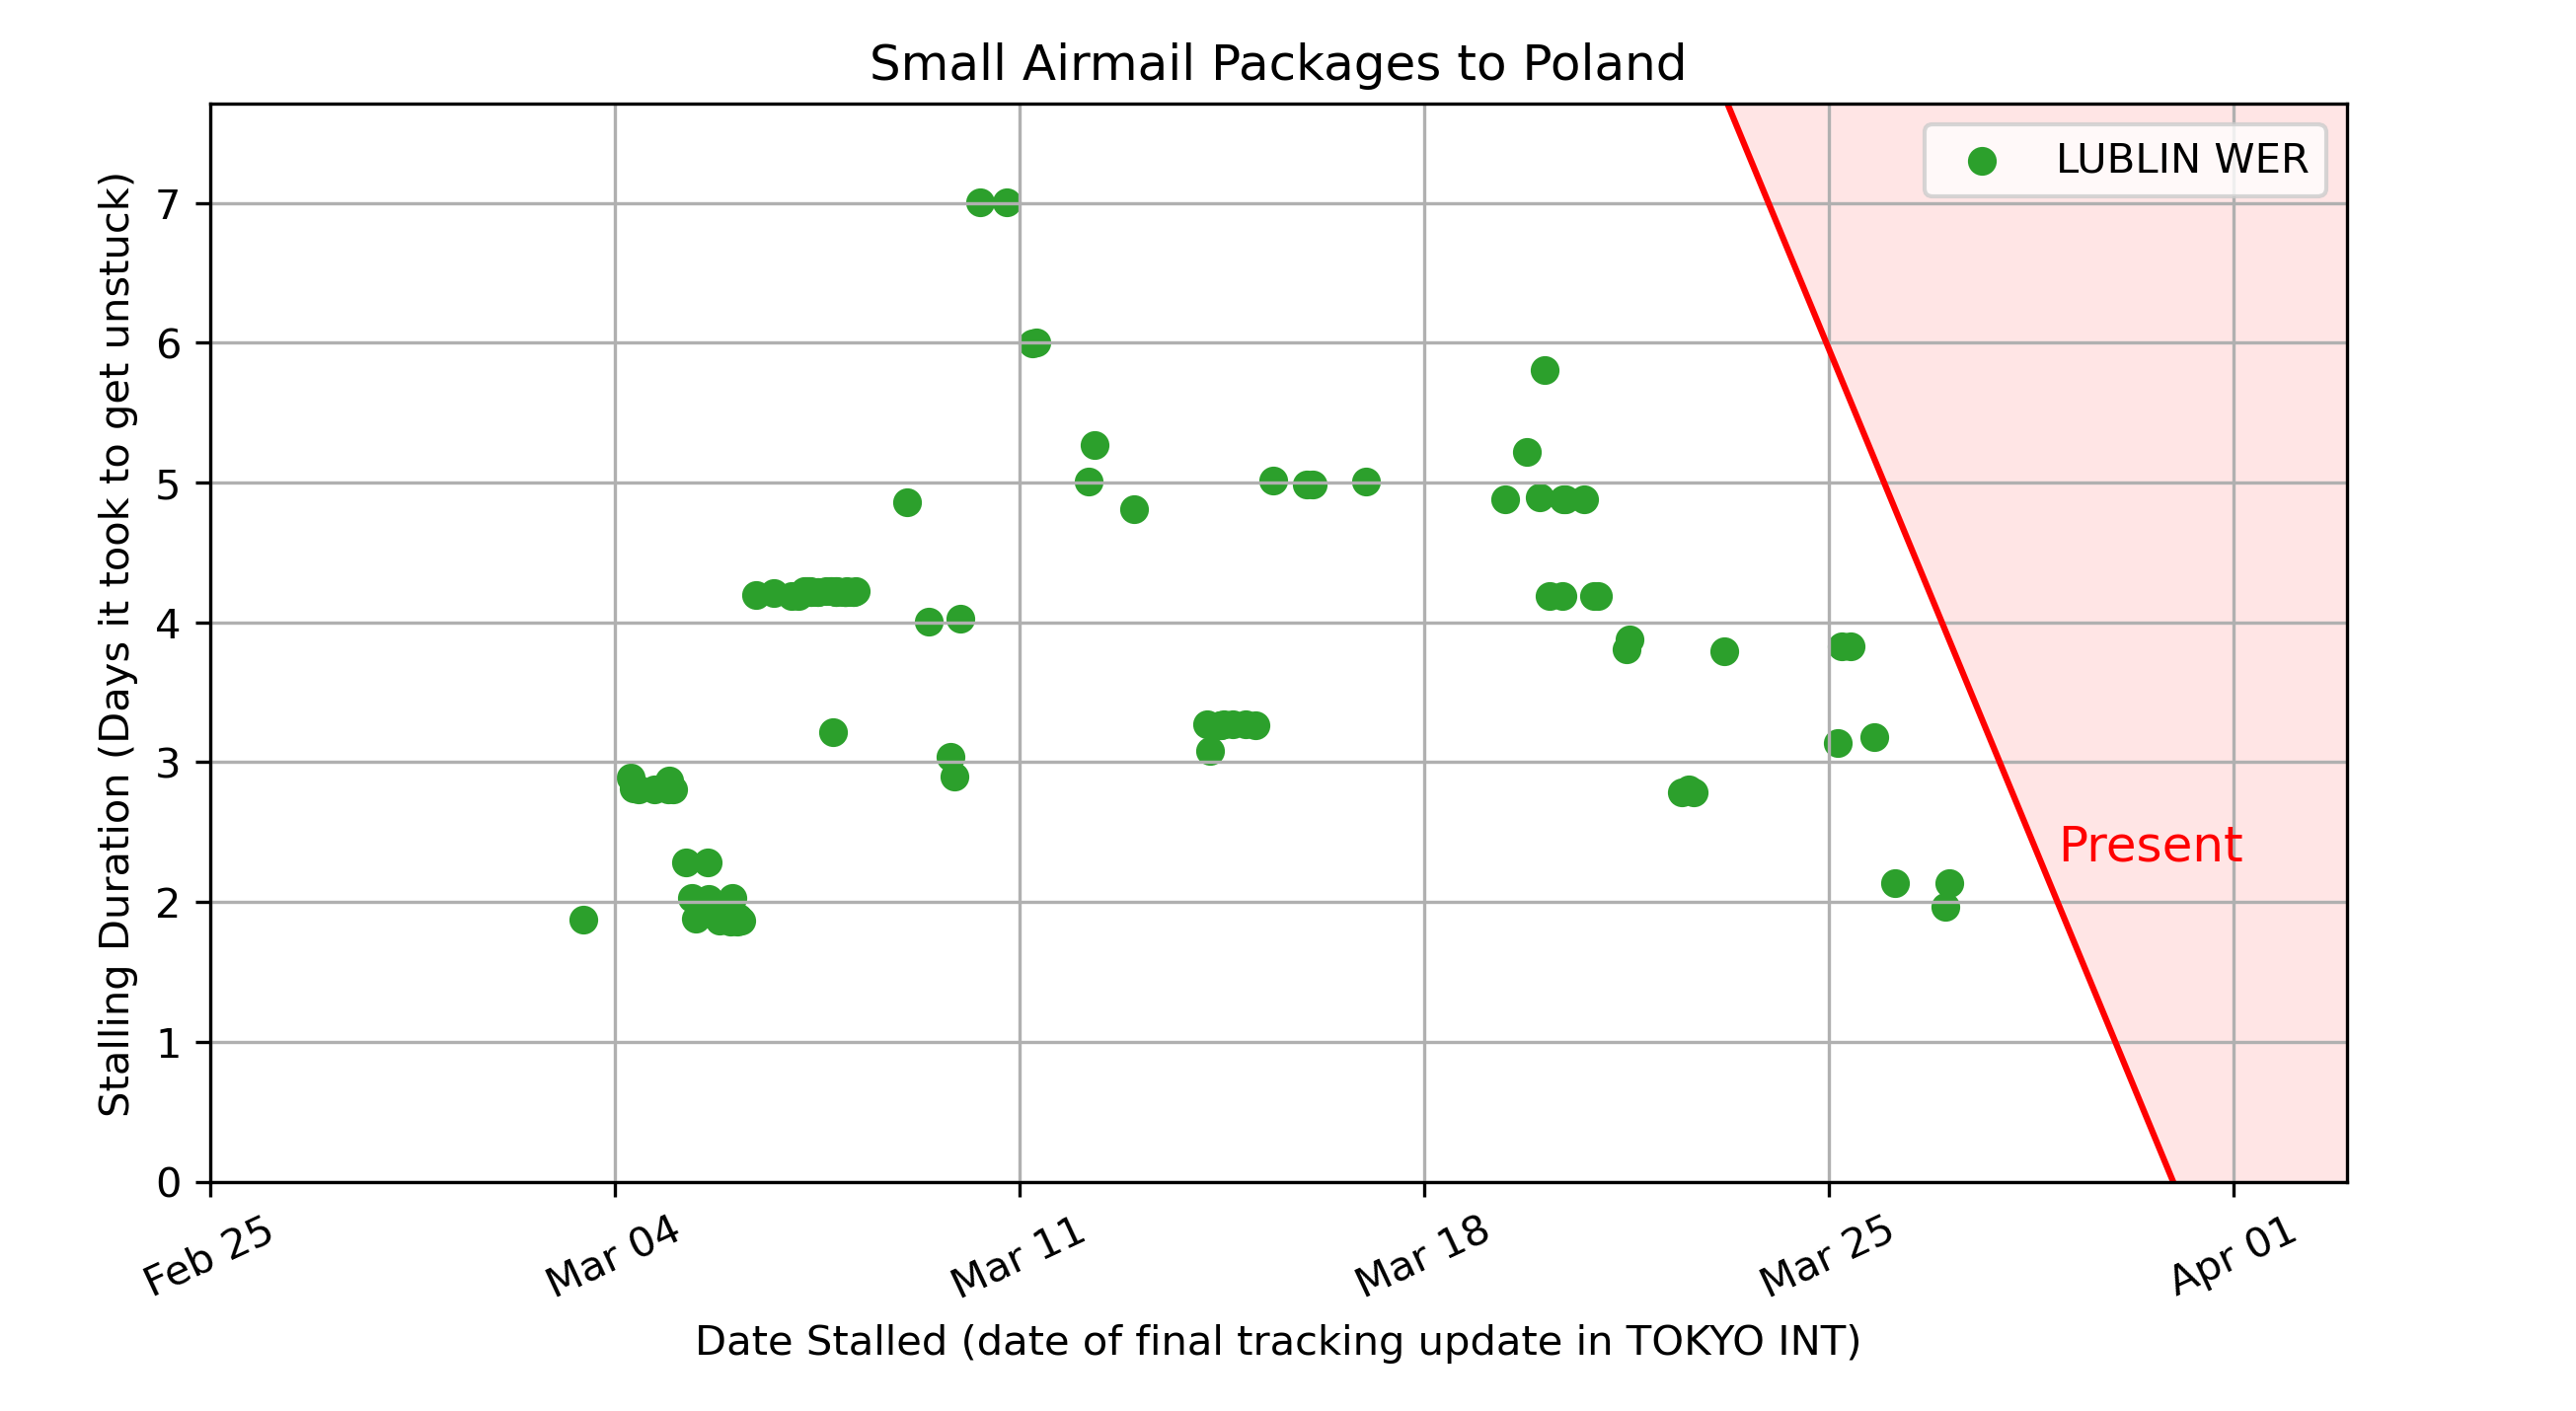 Small Airmail Packages to Poland
LUBLIN WER
Stalling Duration (Days it took to get unstuck)
7
6
5
4
3
2
1
0
Present
Feb 25
Mar 04
Mar 11
Mar 18
Mar 25
Apr 01
Date Stalled (date of final tracking update in TOKYO INT)